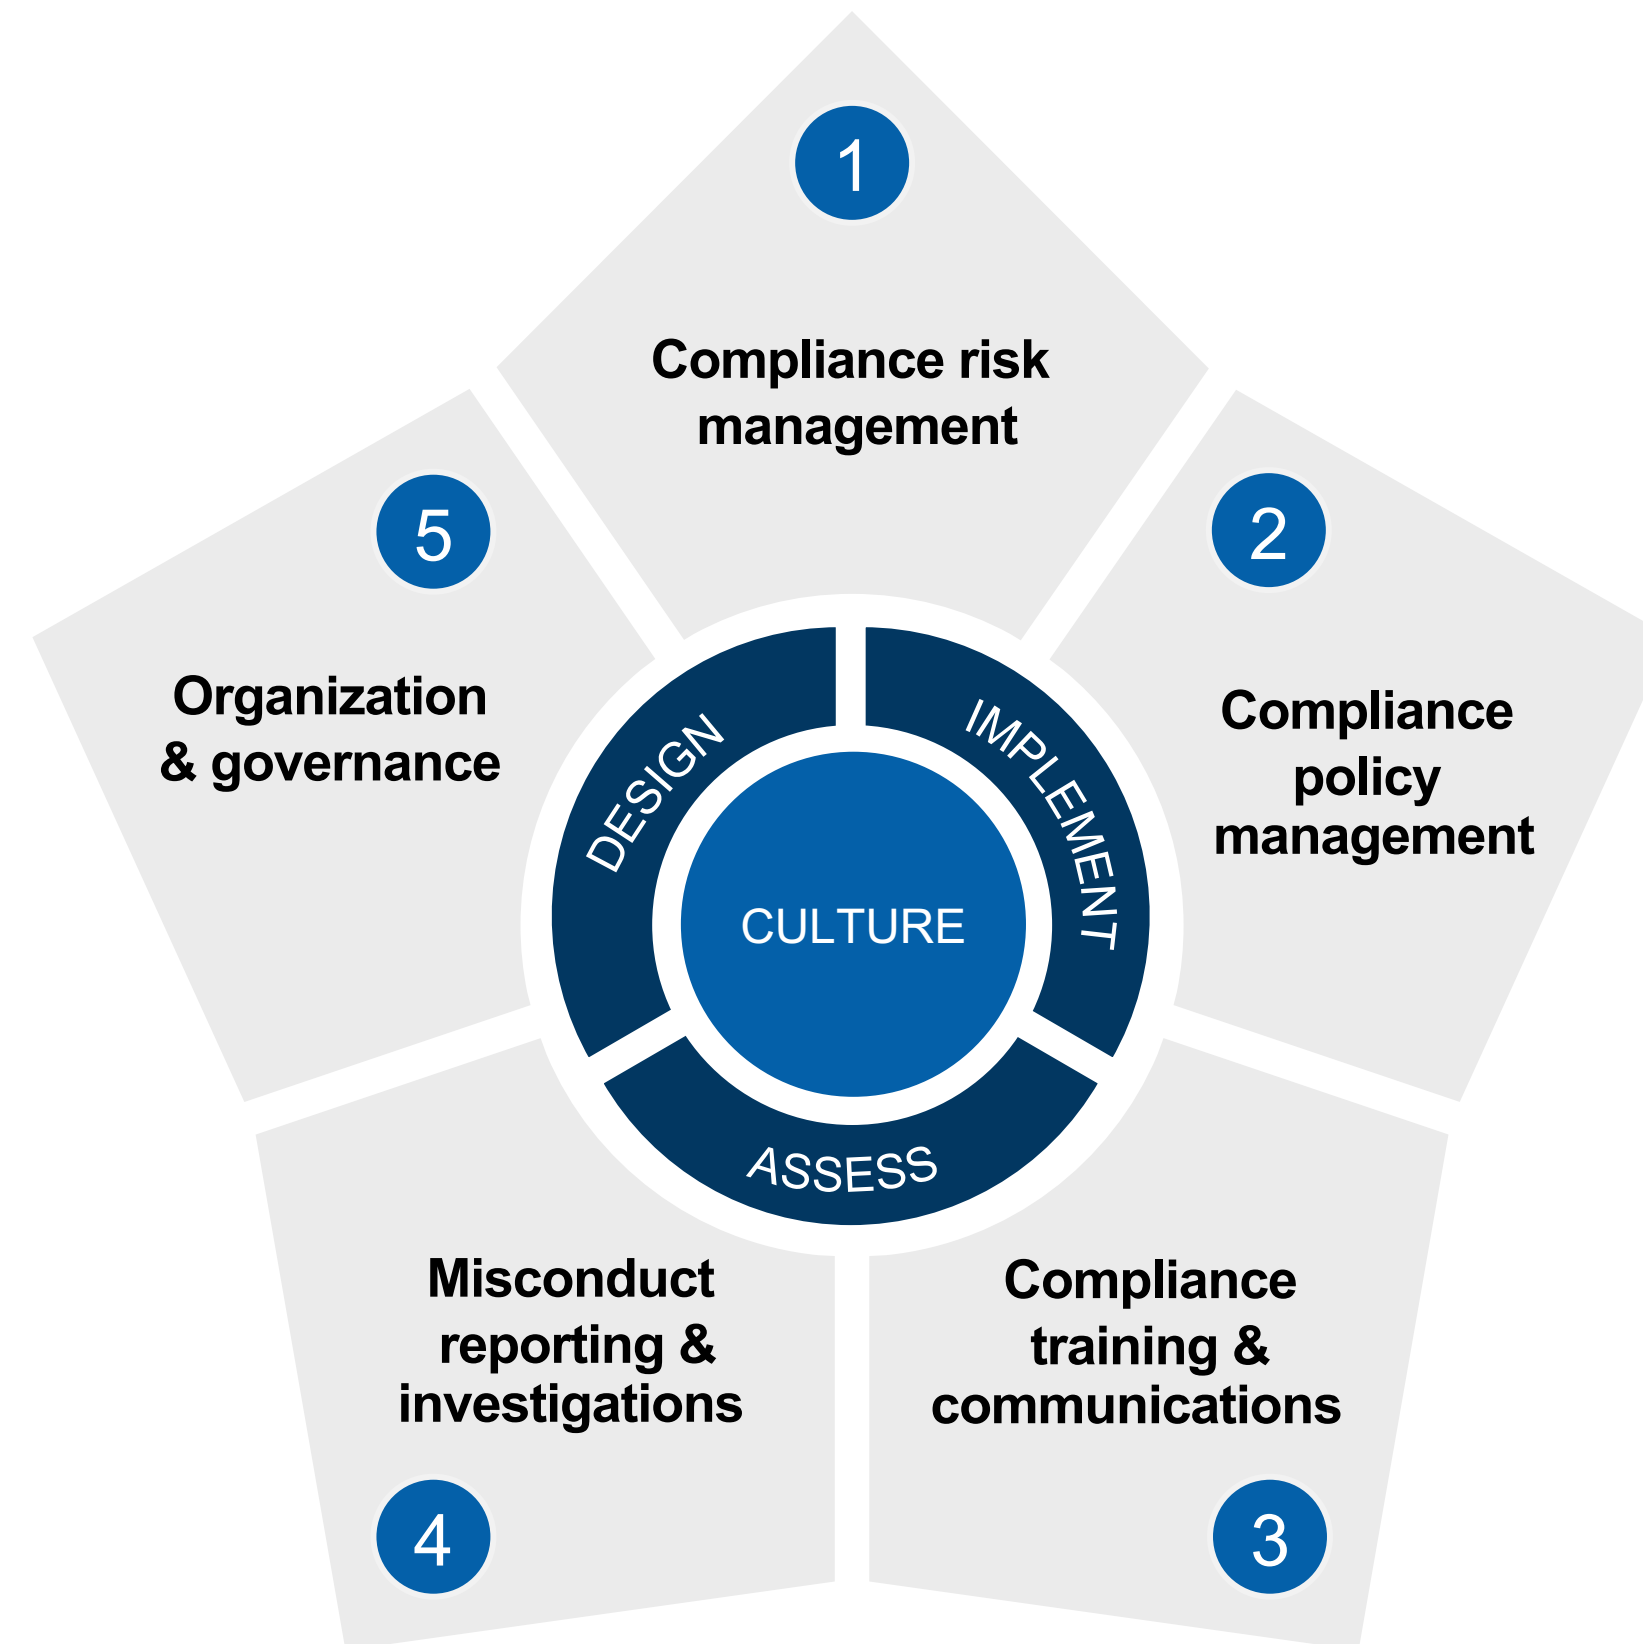 1
Compliance risk
management
2
Compliance
policy
management
3
Compliance
training &
communications
4
Misconduct
reporting &
investigations
5
Organization
& governance
DESIGN
IMPLEMENT
ASSESS
CULTURE